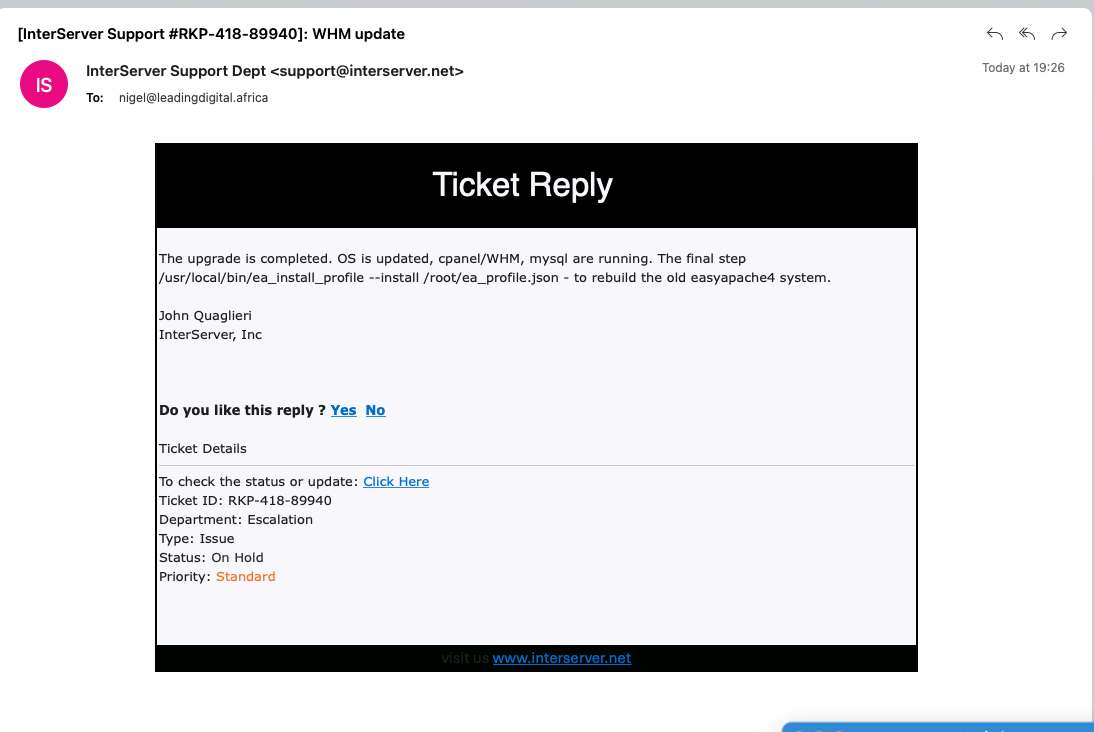 [InterServer Support #RKP-418-89940]: WHM update
IS
InterServer Support Dept <support@interserver.net>
Today at 19:26
To: nigel@leadingdigital.africa
Ticket Reply
The upgrade is completed. OS is updated, cpanel/WHM, mysql are running. The final step
/usr/local/bin/ea_install_profile --install /root/ea_profile.json - to rebuild the old easyapache4 system.
John Quaglieri
InterServer, Inc
Do you like this reply ? Yes No
Ticket Details
To check the status or update: Click Here
Ticket ID: RKP-418-89940
Department: Escalation
Type: Issue
Status: On Hold
Priority: Standard
visit us www.interserver.net